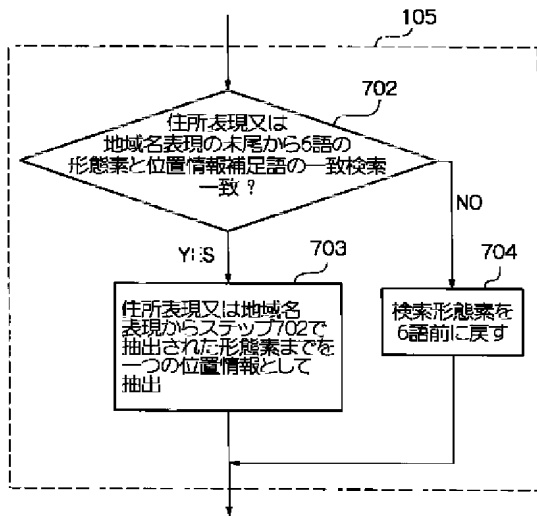 105
702
住所表現又は
地域名表現の末尾から6語の
形態素と位置情報補足語の一致検索
一致？
NO
YES
703
704
住所表現又は地域名
表現からステップ702で
抽出された形態素までを
一つの位置情報として
抽出
検索形態素を
6語前に戻す